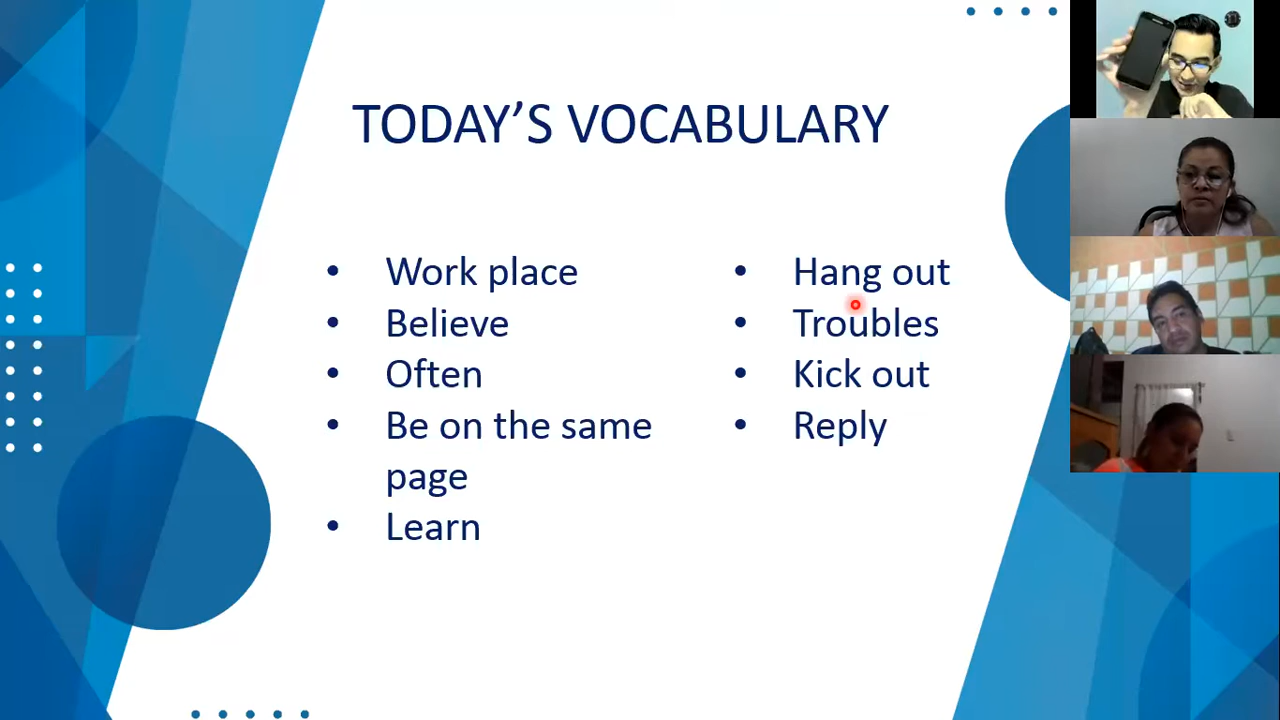 TODAY’S VOCABULARY
• Work place
• Believe
• Often
• Be on the same
page
• Learn
• Hang out
• Troubles
• Kick out
• Reply